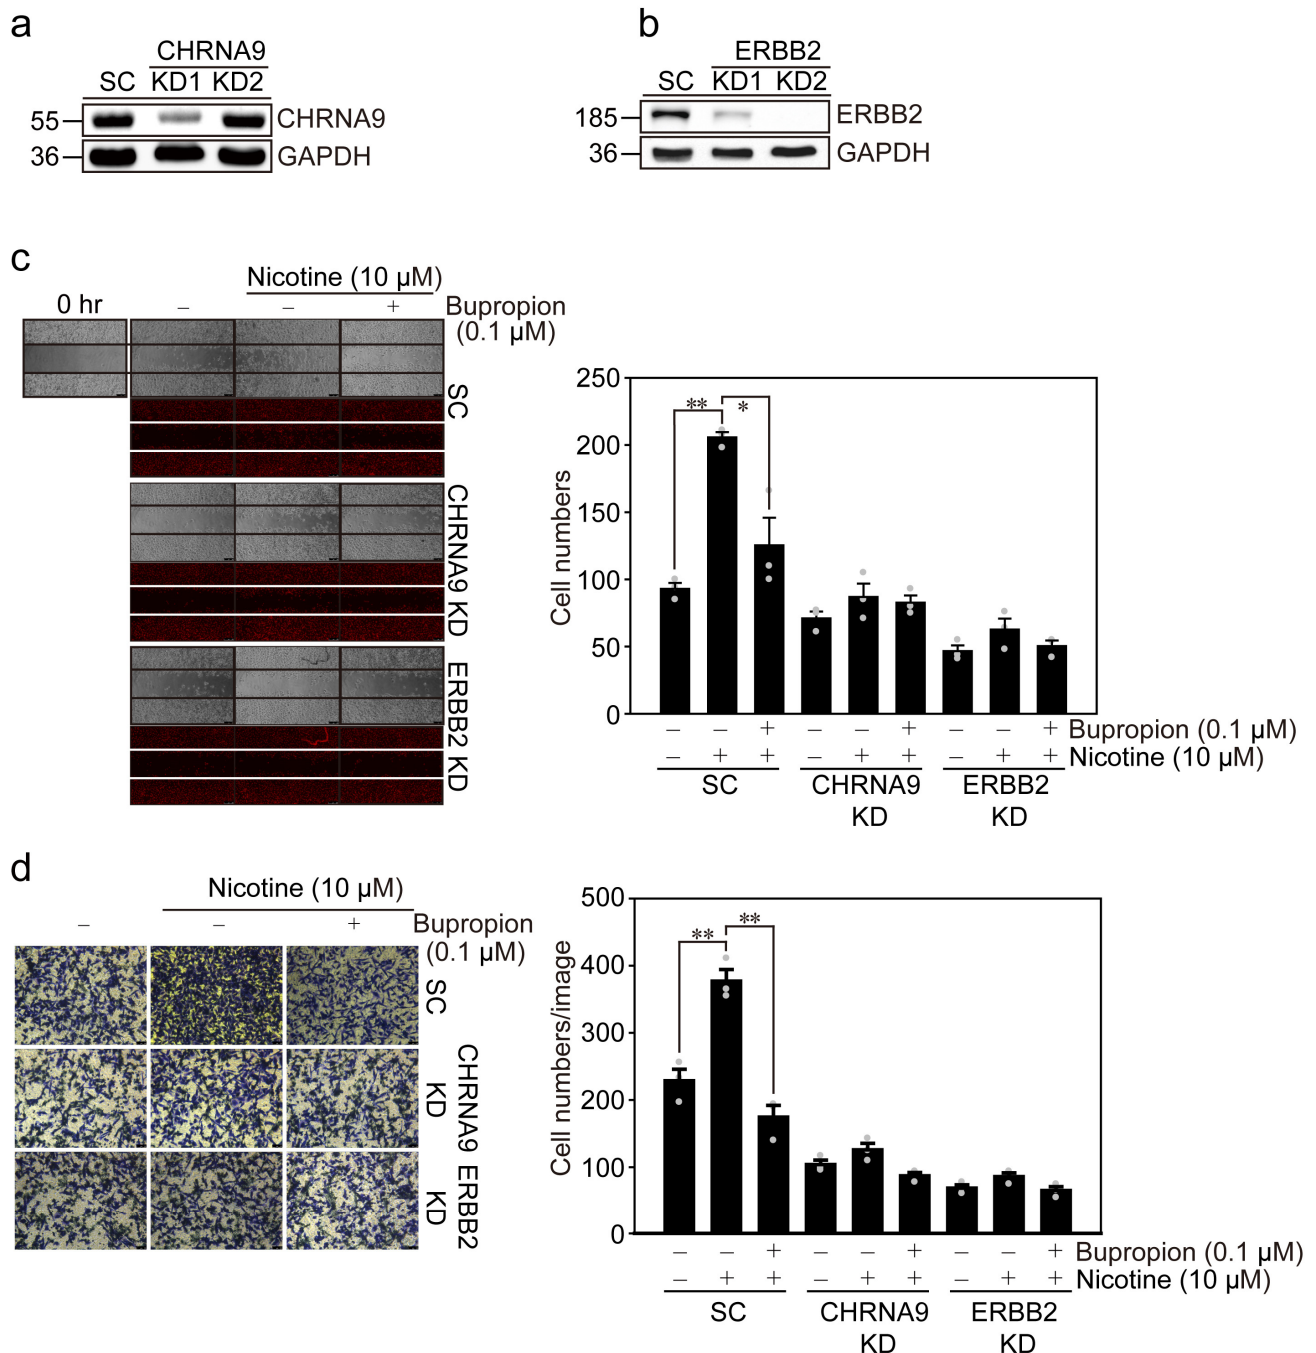 a
CHRNA9
SC KD1 KD2
55 CHRNA9
36 GAPDH
b
ERBB2
SC KD1 KD2
185 ERBB2
36 GAPDH
c
Nicotine (10 µM)
0 hr – – + Bupropion
(0.1 µM)
SC
CHRNA9 KD
ERBB2 KD
250
200
150
100
50
0
Cell numbers
** *
– – + – – + – – + Bupropion (0.1 µM)
– + + – + + – + + Nicotine (10 µM)
SC CHRNA9 ERBB2
KD KD
d
Nicotine (10 µM)
– – + Bupropion
(0.1 µM)
SC
CHRNA9
KD
ERBB2
KD
500
400
300
200
100
0
Cell numbers/image
** **
– – + – – + – – + Bupropion (0.1 µM)
– + + – + + – + + Nicotine (10 µM)
SC CHRNA9 ERBB2
KD KD